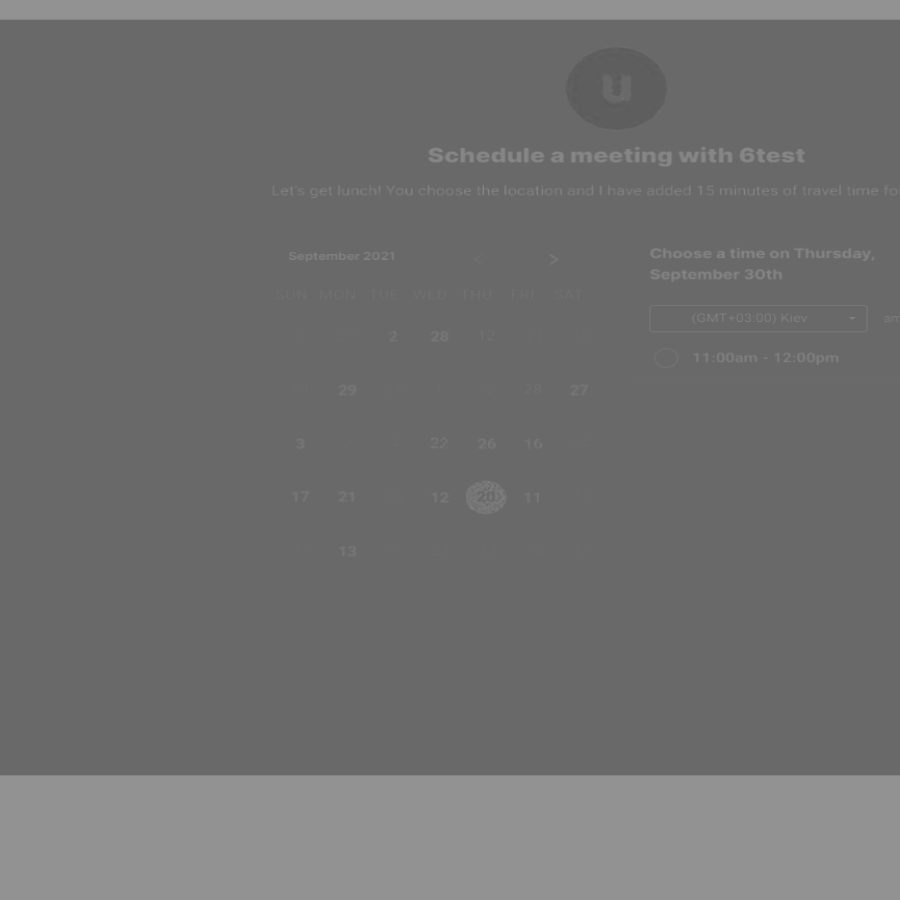 u
Schedule a meeting with 6test
Let's get lunch! You choose the location and I have added 15 minutes of travel time fo
September 2021 < >
SUN MON TUE WED THU FRI SAT
2 28 12
29 28 27
3 22 26 16
17 21 12 20 11
13
Choose a time on Thursday,
September 30th
(GMT+03:00) Kiev am
11:00am - 12:00pm